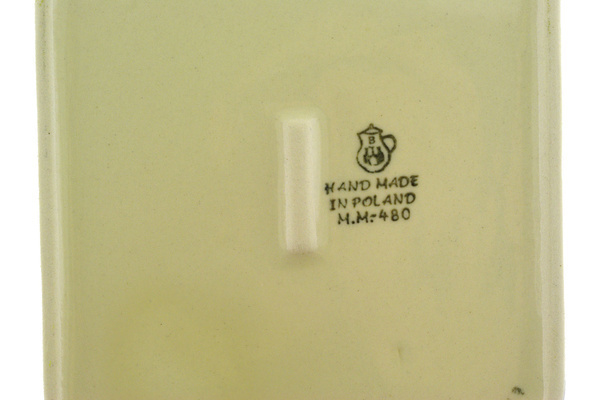 B
HAND MADE
IN POLAND
M.M.-480